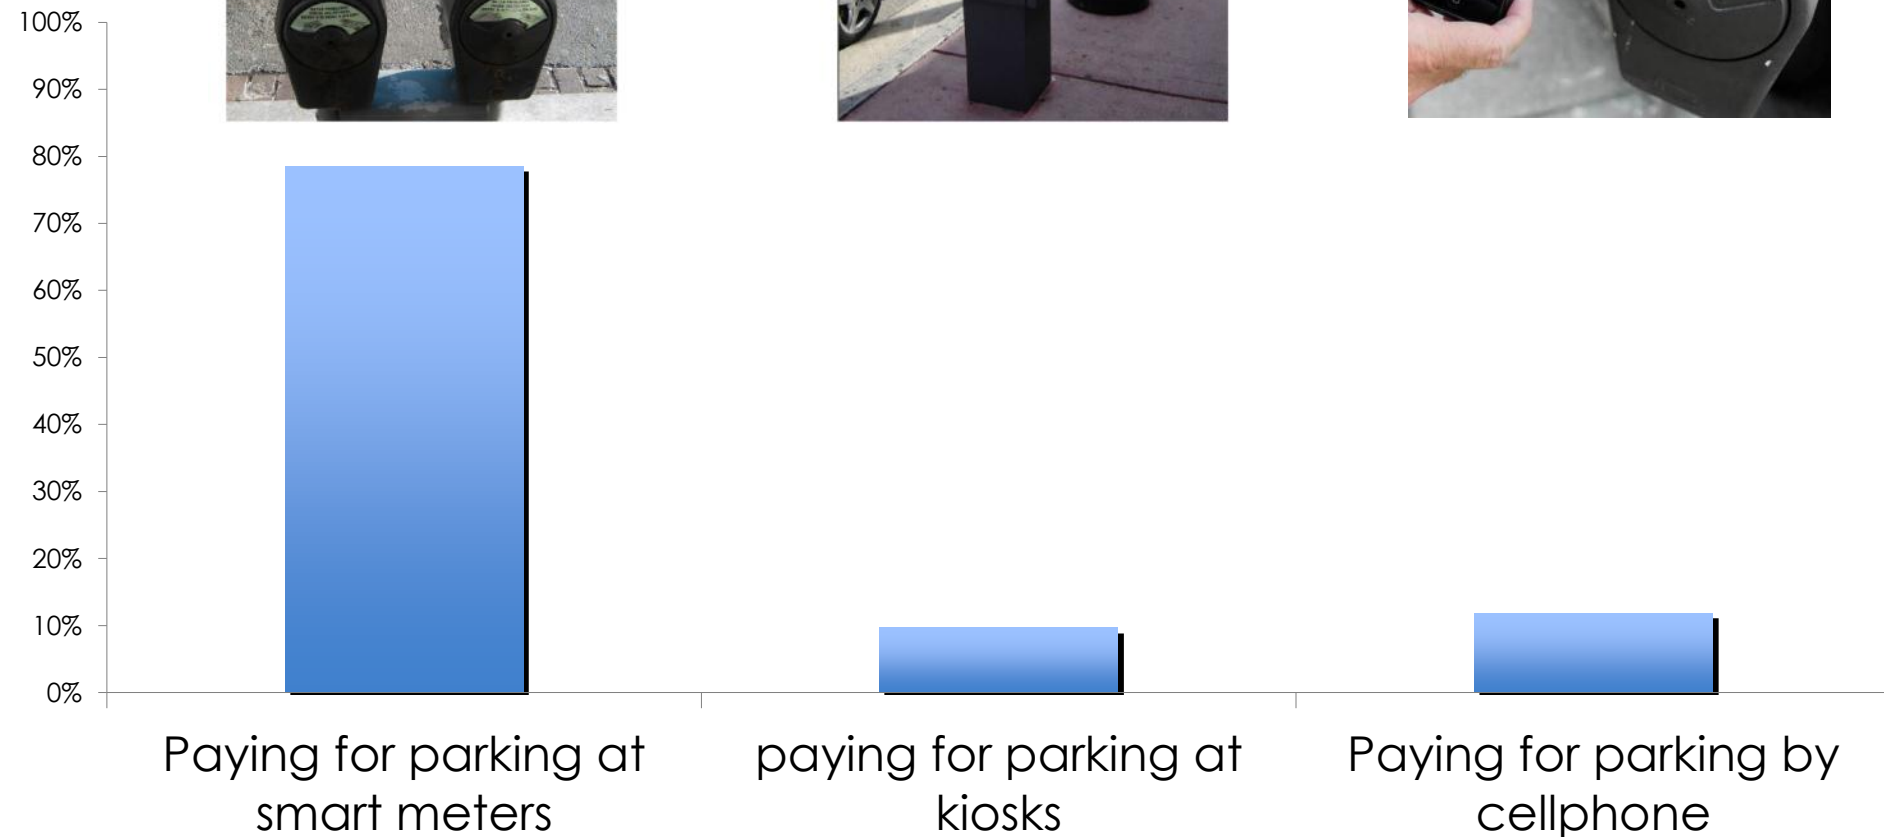 100%
90%
80%
70%
60%
50%
40%
30%
20%
10%
0%
Paying for parking at
smart meters
paying for parking at
kiosks
Paying for parking by
cellphone